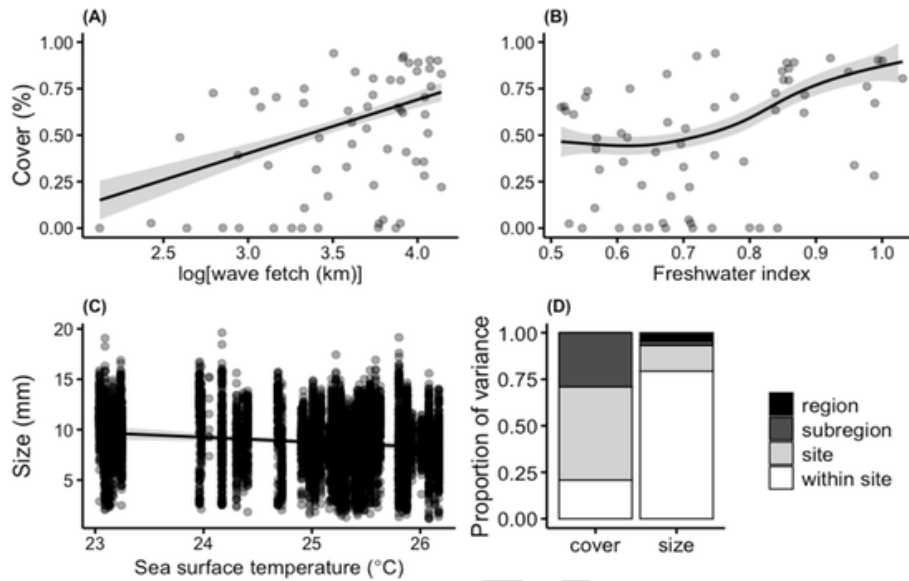 (A)
1.00
0.75
0.50
0.25
0.00
Cover (%)
2.5 3.0 3.5 4.0
log[wave fetch (km)]
(B)
1.00
0.75
0.50
0.25
0.00
0.5 0.6 0.7 0.8 0.9 1.0
Freshwater index
(C)
20
15
10
5
Size (mm)
23 24 25 26
Sea surface temperature (°C)
(D)
1.00
0.75
0.50
0.25
0.00
Proportion of variance
cover size
region
subregion
site
within site